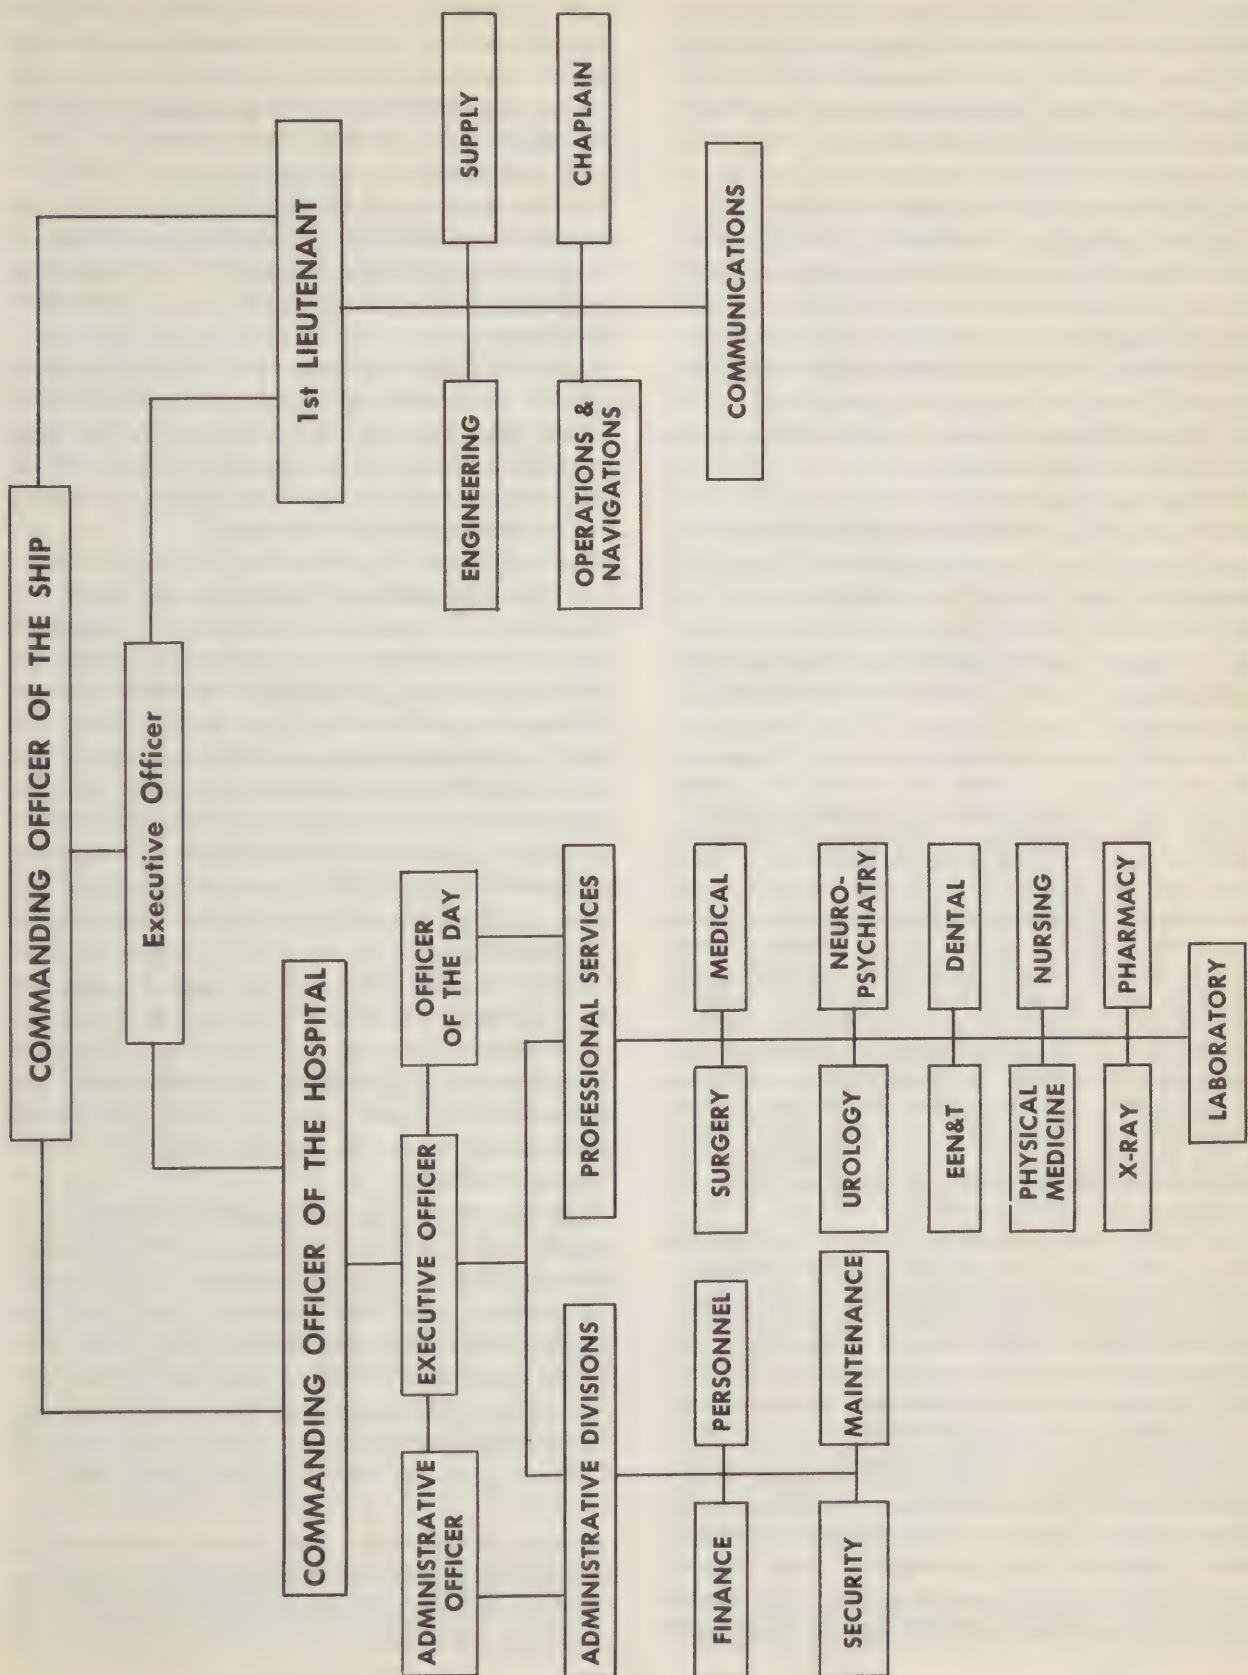 COMMANDING OFFICER OF THE SHIP
Executive Officer
COMMANDING OFFICER OF THE HOSPITAL
1st LIEUTENANT
ADMINISTRATIVE
OFFICER
EXECUTIVE OFFICER
OFFICER
OF THE DAY
ENGINEERING
SUPPLY
ADMINISTRATIVE DIVISIONS
PROFESSIONAL SERVICES
OPERATIONS &
NAVIGATIONS
CHAPLAIN
FINANCE
PERSONNEL
SURGERY
MEDICAL
COMMUNICATIONS
SECURITY
MAINTENANCE
UROLOGY
NEURO-
PSYCHIATRY
EEN&T
DENTAL
PHYSICAL
MEDICINE
NURSING
X-RAY
PHARMACY
LABORATORY